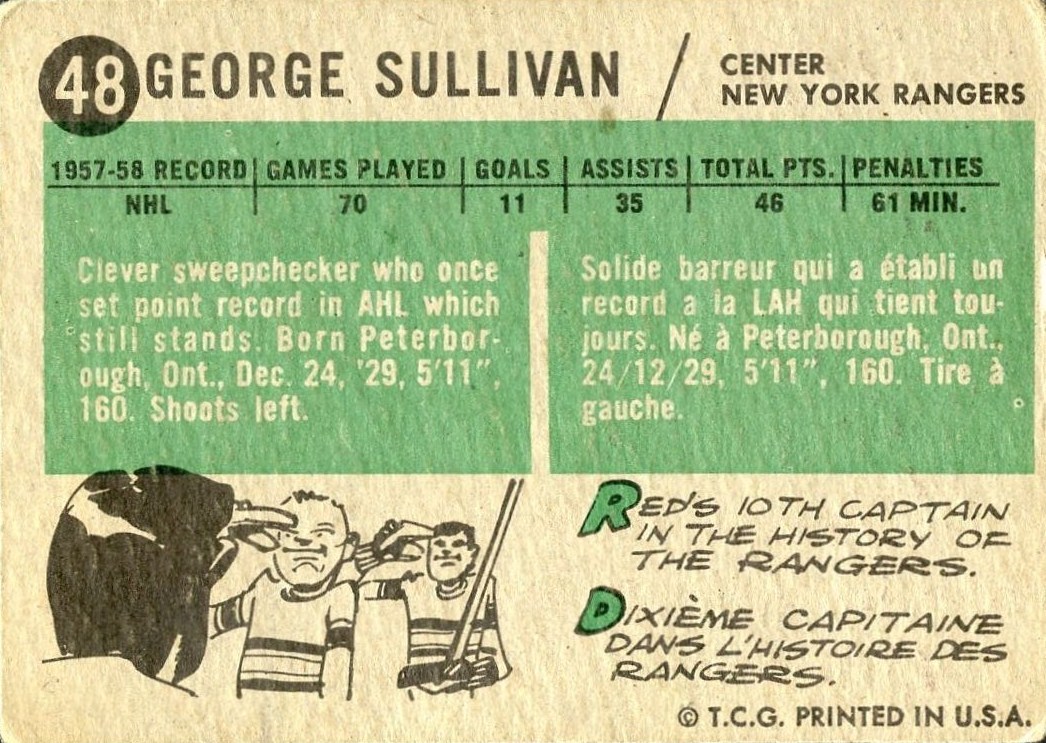 48 GEORGE SULLIVAN / CENTER
NEW YORK RANGERS
1957-58 RECORD GAMES PLAYED GOALS ASSISTS TOTAL PTS. PENALTIES
NHL 70 11 35 46 61 MIN.
Clever sweepchecker who once
set point record in AHL which
still stands. Born Peterbor-
ough, Ont., Dec. 24, '29, 5'11",
160. Shoots left.
Solide barreur qui a établi un
record a la LAH qui tient tou-
jours. Né à Peterborough, Ont.,
24/12/29, 5'11", 160. Tire à
gauche.
RED'S 10TH CAPTAIN
IN THE HISTORY OF
THE RANGERS.
DIXIÈME CAPITAINE
DANS L'HISTOIRE DES
RANGERS.
© T.C.G. PRINTED IN U.S.A.